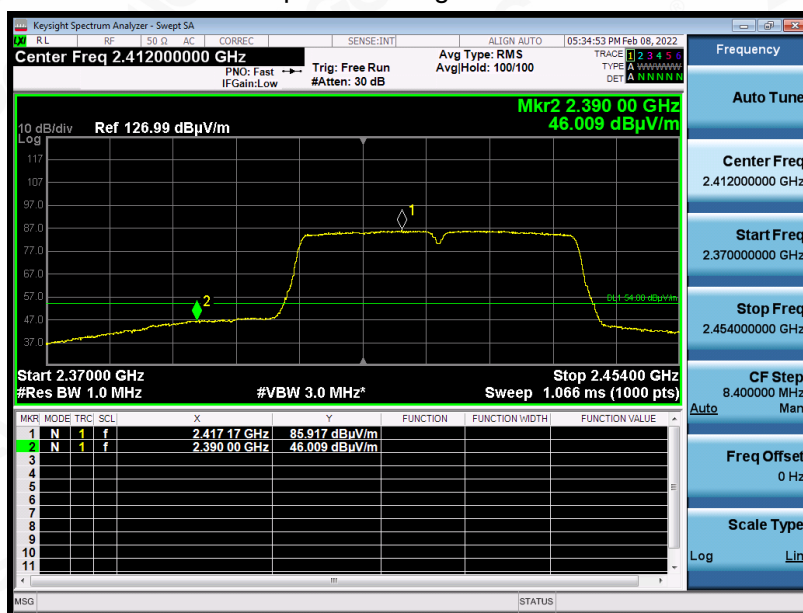 Keysight Spectrum Analyzer - Swept SA
LXI RL RF 50 Ω AC CORREC SENSE:INT ALIGN AUTO 05:34:53 PM Feb 08, 2022
Center Freq 2.412000000 GHz
PNO: Fast
IFGain:Low
Trig: Free Run
#Atten: 30 dB
Avg Type: RMS
Avg|Hold: 100/100
TRACE 1 2 3 4 5 6
TYPE A WWWWW
DET A N N N N N
Mkr2 2.390 00 GHz
46.009 dBµV/m
10 dB/div Ref 126.99 dBµV/m
Log
117
107
97.0
87.0
77.0
67.0
57.0
47.0
37.0
1
2
DL1 54.00 dBµV/m
Start 2.37000 GHz Stop 2.45400 GHz
#Res BW 1.0 MHz #VBW 3.0 MHz* Sweep 1.066 ms (1000 pts)
MKR MODE TRC SCL X Y FUNCTION FUNCTION WIDTH FUNCTION VALUE
1 N 1 f 2.417 17 GHz 85.917 dBµV/m
2 N 1 f 2.390 00 GHz 46.009 dBµV/m
3
4
5
6
7
8
9
10
11
MSG STATUS
Frequency
Auto Tune
Center Freq
2.412000000 GHz
Start Freq
2.370000000 GHz
Stop Freq
2.454000000 GHz
CF Step
8.400000 MHz
Auto Man
Freq Offset
0 Hz
Scale Type
Log Lin